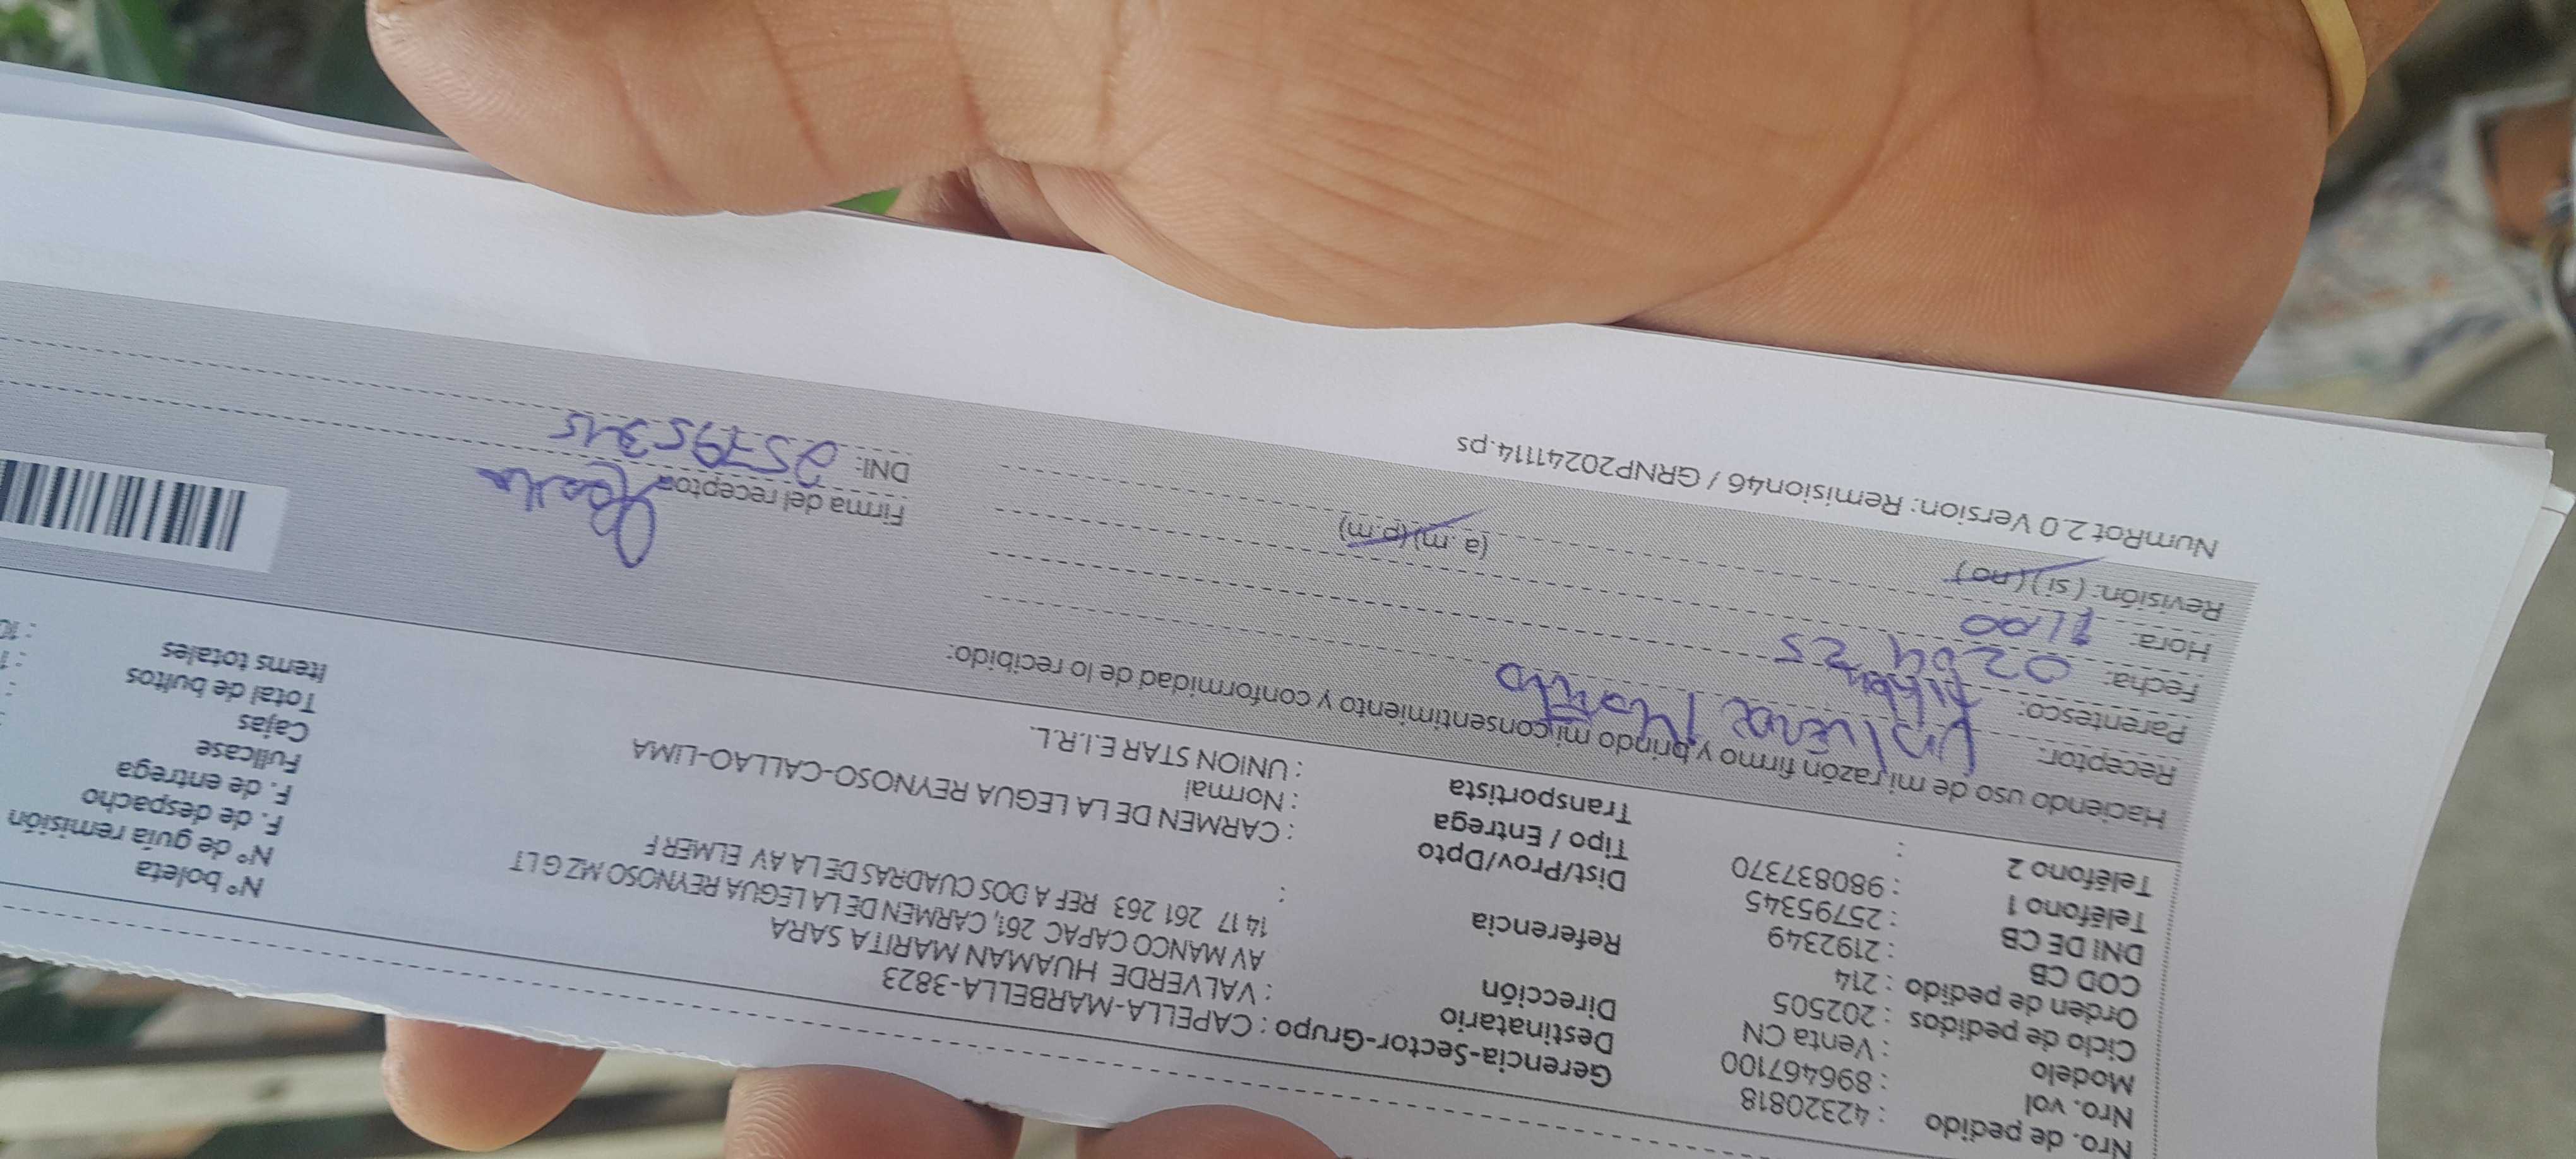 Nro. de pedido : 42320818
Nro. vol : 896467100
Modelo : Venta CN
Ciclo de pedidos : 202505
Orden de pedido : 214
COD CB : 2192349
DNI DE CB : 25795345
Teléfono 1 : 980837370
Teléfono 2 :
Gerencia-Sector-Grupo : CAPELLA-MARBELLA-3823
Destinatario : VALVERDE HUAMAN MARITA SARA
Dirección AV MANCO CAPAC 261, CARMEN DE LA LEGUA REYNOSO MZ G LT
14 17 261 263 REF A DOS CUADRAS DE LA AV ELMER F
Referencia :
Dist/Prov/Dpto : CARMEN DE LA LEGUA REYNOSO-CALLAO-LIMA
Tipo / Entrega : Normal
Transportista : UNION STAR E.I.R.L.
N° boleta
N° de guía remisión
F. de despacho
F. de entrega
Fullcase
Cajas :
Total de bultos : 1
Items totales : 10
Haciendo uso de mi razón firmo y brindo mi consentimiento y conformidad de lo recibido:
Receptor:
Parentesco:
Fecha: 02 04 25
Hora:
Revisión: ( si ) ( no )
(a .m) (p.m)
Firma del receptor
DNI: 25795345
NumRot 2.0 Version: Remision46 / GRNP20241114.ps